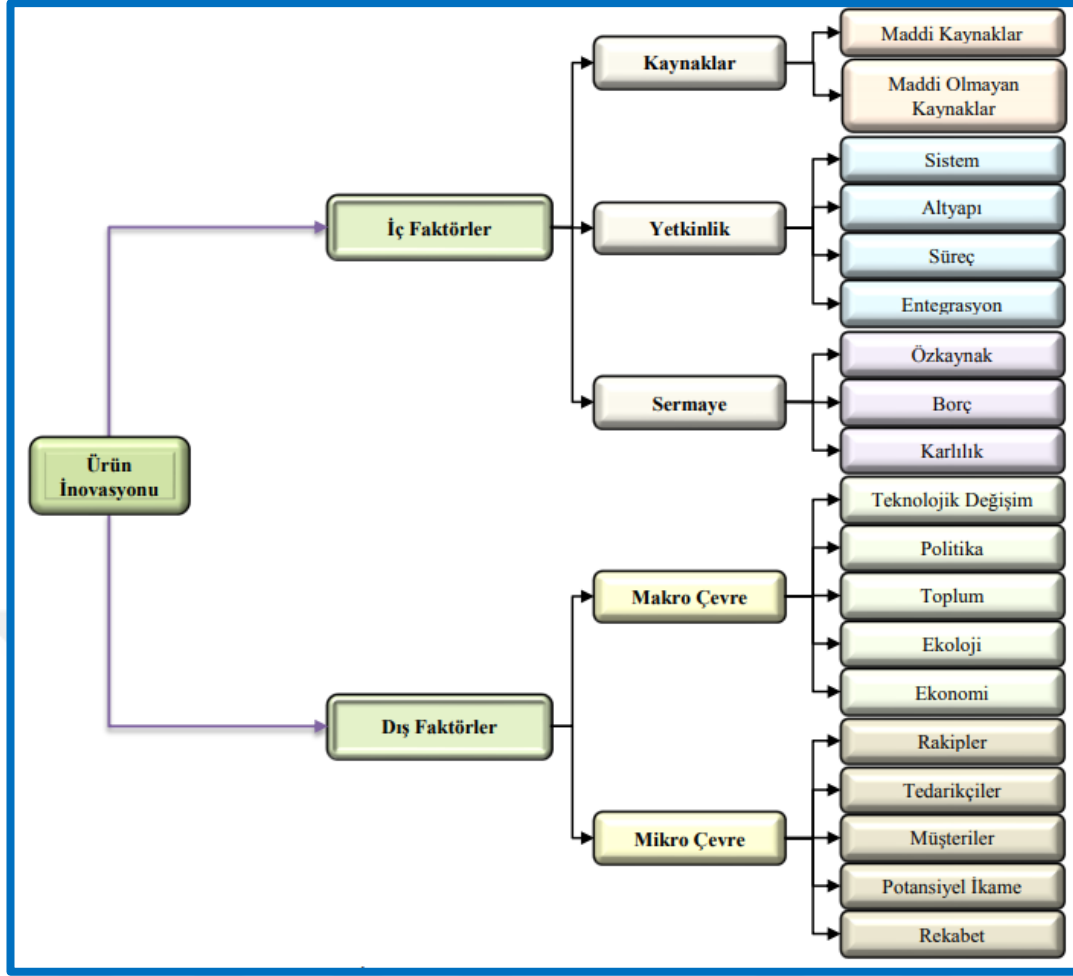 Ürün
İnovasyonu
İç Faktörler
Kaynaklar
Maddi Kaynaklar
Maddi Olmayan
Kaynaklar
Yetkinlik
Sistem
Altyapı
Süreç
Entegrasyon
Sermaye
Özkaynak
Borç
Karlılık
Dış Faktörler
Makro Çevre
Teknolojik Değişim
Politika
Toplum
Ekoloji
Ekonomi
Mikro Çevre
Rakipler
Tedarikçiler
Müşteriler
Potansiyel İkame
Rekabet